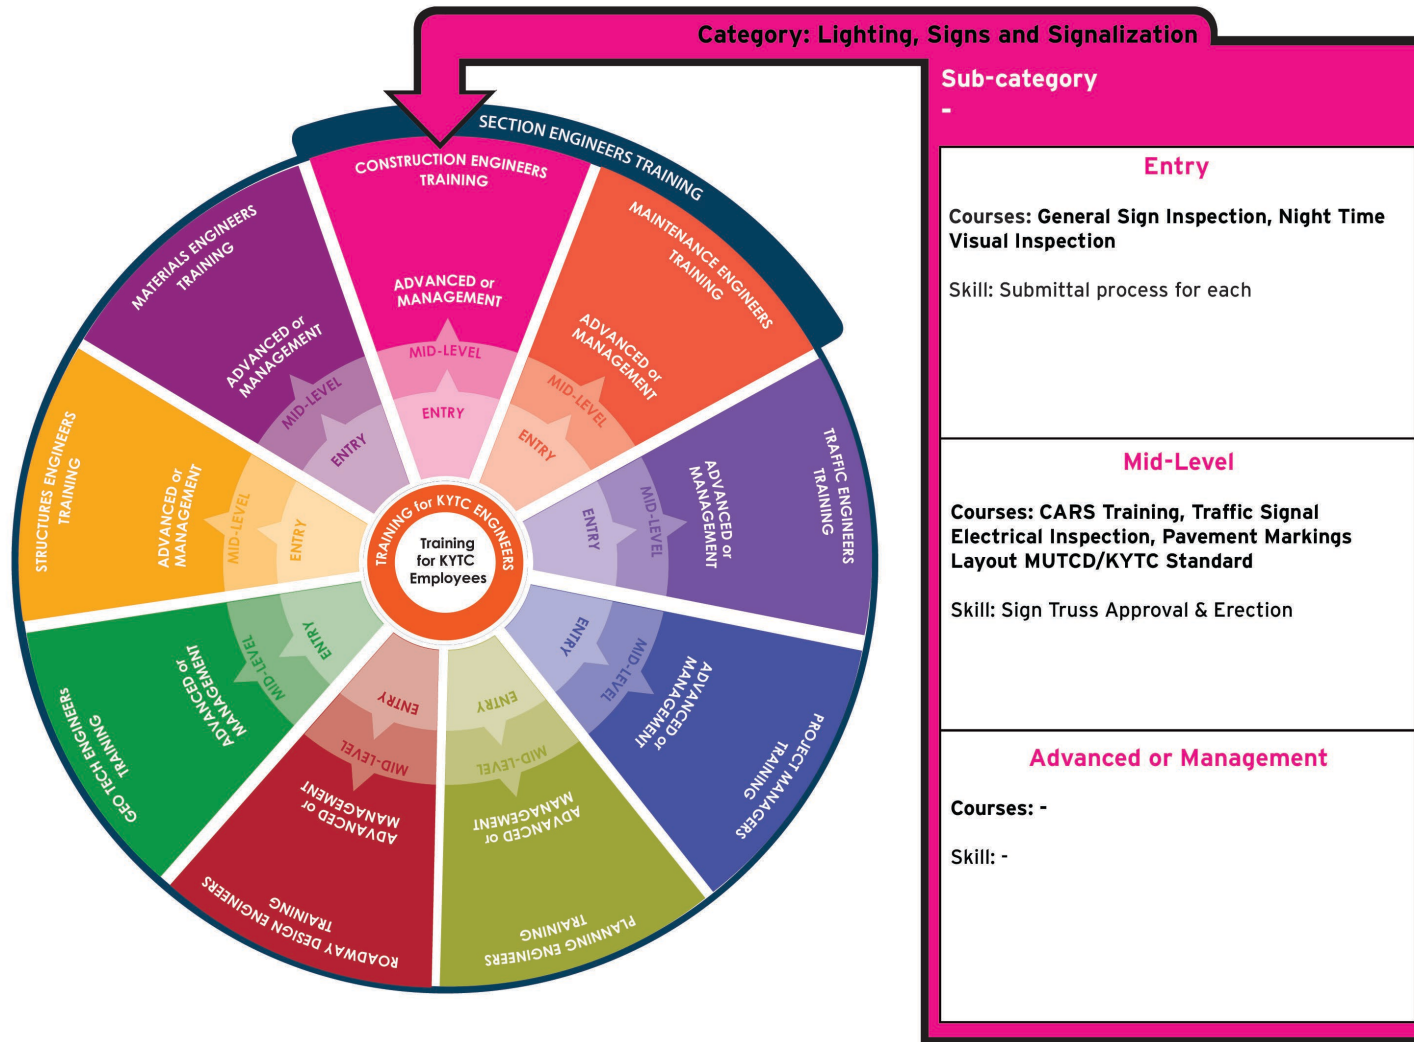 Category: Lighting, Signs and Signalization
Sub-category
-
Entry
Courses: General Sign Inspection, Night Time
Visual Inspection
Skill: Submittal process for each
Mid-Level
Courses: CARS Training, Traffic Signal
Electrical Inspection, Pavement Markings
Layout MUTCD/KYTC Standard
Skill: Sign Truss Approval & Erection
Advanced or Management
Courses: -
Skill: -
SECTION ENGINEERS TRAINING
CONSTRUCTION ENGINEERS
TRAINING
ADVANCED or
MANAGEMENT
MID-LEVEL
ENTRY
MAINTENANCE ENGINEERS
TRAINING
ADVANCED or
MANAGEMENT
MID-LEVEL
ENTRY
TRAFFIC ENGINEERS
TRAINING
ADVANCED or
MANAGEMENT
MID-LEVEL
ENTRY
PROJECT MANAGERS
TRAINING
ADVANCED or
MANAGEMENT
MID-LEVEL
ENTRY
PLANNING ENGINEERS
TRAINING
ADVANCED or
MANAGEMENT
MID-LEVEL
ENTRY
ROADWAY DESIGN ENGINEERS
TRAINING
ADVANCED or
MANAGEMENT
MID-LEVEL
ENTRY
GEO TECH ENGINEERS
TRAINING
ADVANCED or
MANAGEMENT
MID-LEVEL
ENTRY
STRUCTURES ENGINEERS
TRAINING
ADVANCED or
MANAGEMENT
MID-LEVEL
ENTRY
MATERIALS ENGINEERS
TRAINING
ADVANCED or
MANAGEMENT
MID-LEVEL
ENTRY
TRAINING for KYTC ENGINEERS
Training
for KYTC
Employees